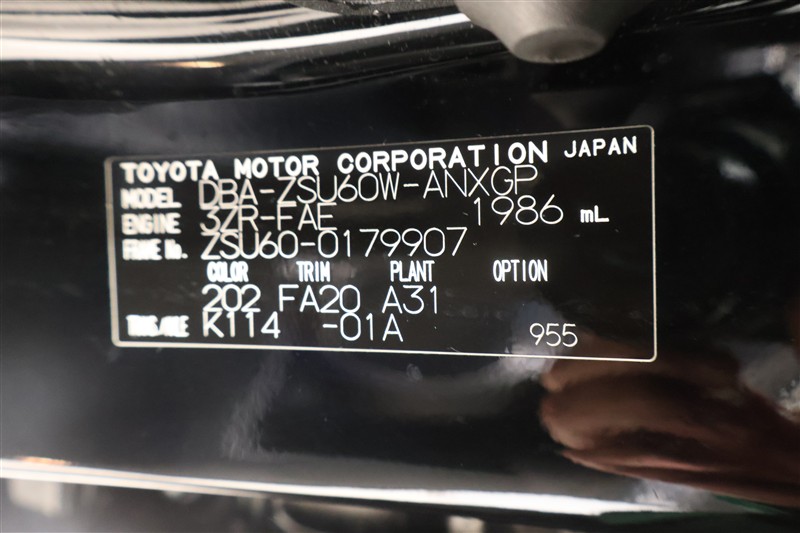 TOYOTA MOTOR CORPORATION JAPAN
MODEL DBA-ZSU60W-ANXGP
ENGINE 3ZR-FAE 1986 mL
FRAME No. ZSU60-0179907
COLOR TRIM PLANT OPTION
202 FA20 A31
TRANS/AXLE K114 -01A 955